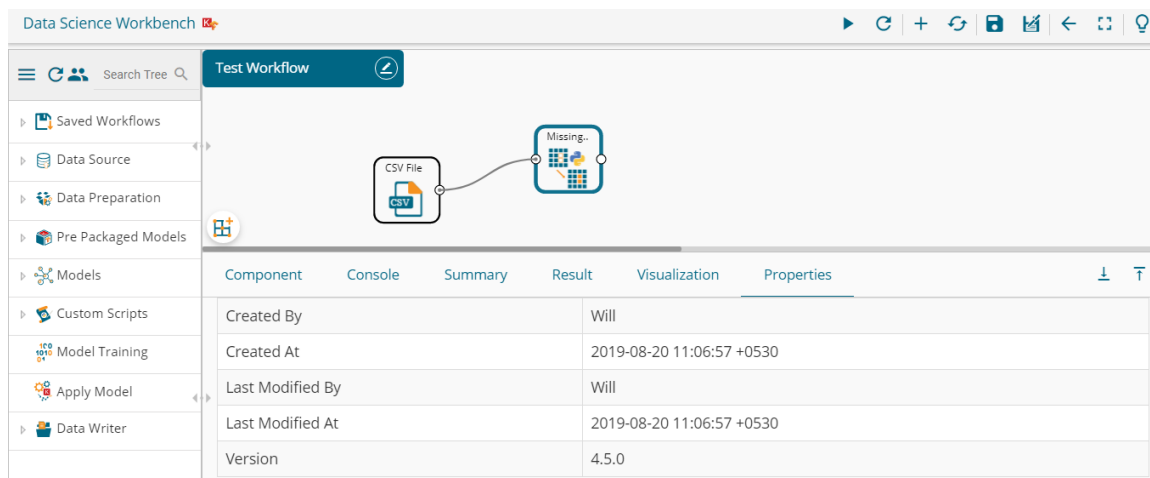 Data Science Workbench
Search Tree
Saved Workflows
Data Source
Data Preparation
Pre Packaged Models
Models
Custom Scripts
Model Training
Apply Model
Data Writer
Test Workflow
CSV File
CSV
Missing..
Component Console Summary Result Visualization Properties
Created By Will
Created At 2019-08-20 11:06:57 +0530
Last Modified By Will
Last Modified At 2019-08-20 11:06:57 +0530
Version 4.5.0